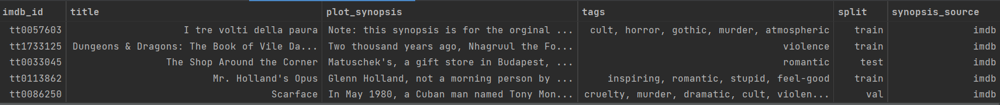 imdb_id title plot_synopsis tags split synopsis_source
tt0057603 I tre volti della paura Note: this synopsis is for the orginal ... cult, horror, gothic, murder, atmospheric train imdb
tt1733125 Dungeons & Dragons: The Book of Vile Da... Two thousand years ago, Nhagruul the Fo... violence train imdb
tt0033045 The Shop Around the Corner Matuschek's, a gift store in Budapest, ... romantic test imdb
tt0113862 Mr. Holland's Opus Glenn Holland, not a morning person by ... inspiring, romantic, stupid, feel-good train imdb
tt0086250 Scarface In May 1980, a Cuban man named Tony Mon... cruelty, murder, dramatic, cult, violen... val imdb